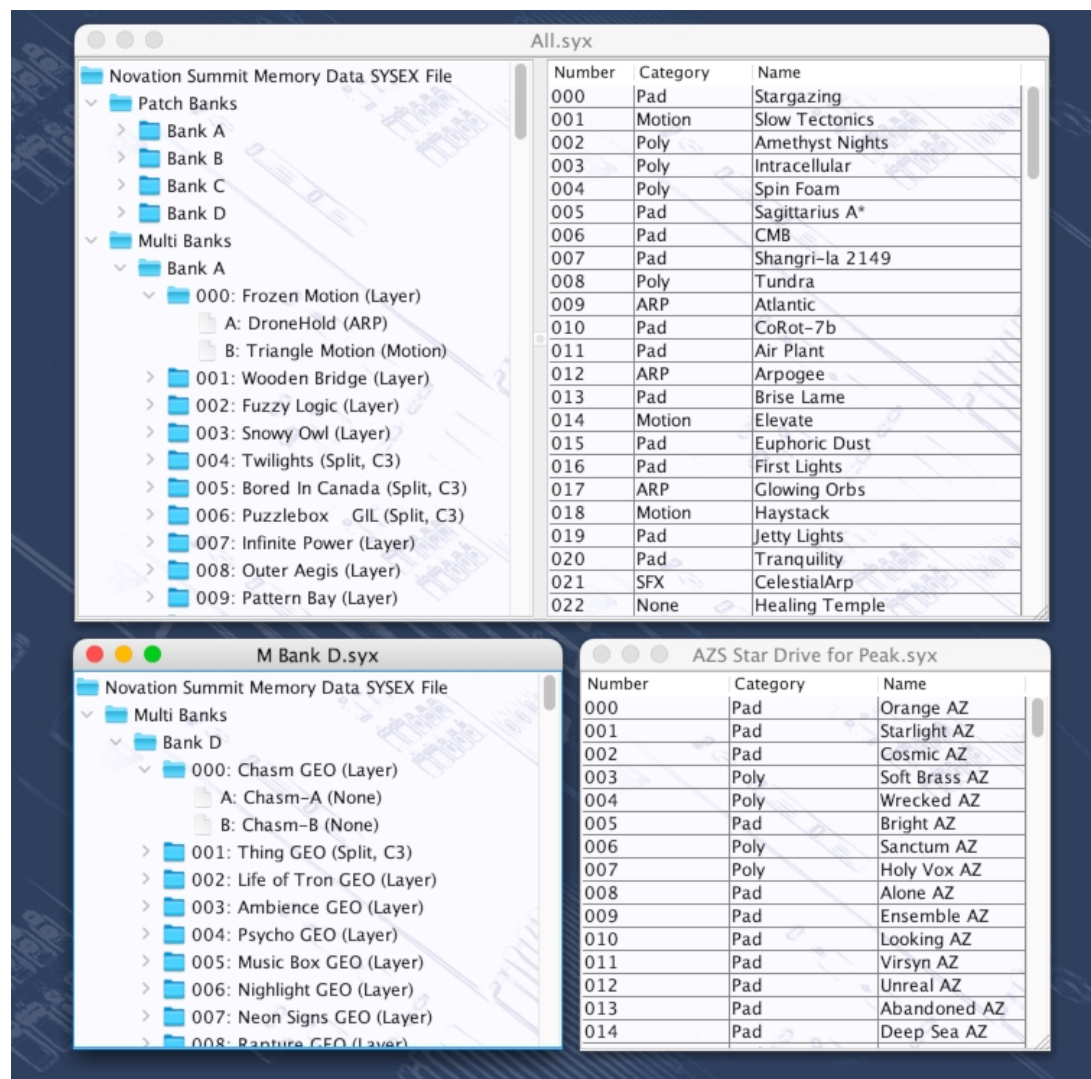 All.syx
Novation Summit Memory Data SYSEX File
Patch Banks
Bank A
Bank B
Bank C
Bank D
Multi Banks
Bank A
000: Frozen Motion (Layer)
A: DroneHold (ARP)
B: Triangle Motion (Motion)
001: Wooden Bridge (Layer)
002: Fuzzy Logic (Layer)
003: Snowy Owl (Layer)
004: Twilights (Split, C3)
005: Bored In Canada (Split, C3)
006: Puzzlebox   GIL (Split, C3)
007: Infinite Power (Layer)
008: Outer Aegis (Layer)
009: Pattern Bay (Layer)
Number Category Name
000 Pad Stargazing
001 Motion Slow Tectonics
002 Poly Amethyst Nights
003 Poly Intracellular
004 Poly Spin Foam
005 Pad Sagittarius A*
006 Pad CMB
007 Pad Shangri-la 2149
008 Poly Tundra
009 ARP Atlantic
010 Pad CoRot-7b
011 Pad Air Plant
012 ARP Arpogee
013 Pad Brise Lame
014 Motion Elevate
015 Pad Euphoric Dust
016 Pad First Lights
017 ARP Glowing Orbs
018 Motion Haystack
019 Pad Jetty Lights
020 Pad Tranquility
021 SFX CelestialArp
022 None Healing Temple
M Bank D.syx
Novation Summit Memory Data SYSEX File
Multi Banks
Bank D
000: Chasm GEO (Layer)
A: Chasm-A (None)
B: Chasm-B (None)
001: Thing GEO (Split, C3)
002: Life of Tron GEO (Layer)
003: Ambience GEO (Layer)
004: Psycho GEO (Layer)
005: Music Box GEO (Layer)
006: Nighlight GEO (Layer)
007: Neon Signs GEO (Layer)
008: Rapture GEO (Layer)
AZS Star Drive for Peak.syx
Number Category Name
000 Pad Orange AZ
001 Pad Starlight AZ
002 Pad Cosmic AZ
003 Poly Soft Brass AZ
004 Poly Wrecked AZ
005 Pad Bright AZ
006 Poly Sanctum AZ
007 Poly Holy Vox AZ
008 Pad Alone AZ
009 Pad Ensemble AZ
010 Pad Looking AZ
011 Pad Virsyn AZ
012 Pad Unreal AZ
013 Pad Abandoned AZ
014 Pad Deep Sea AZ